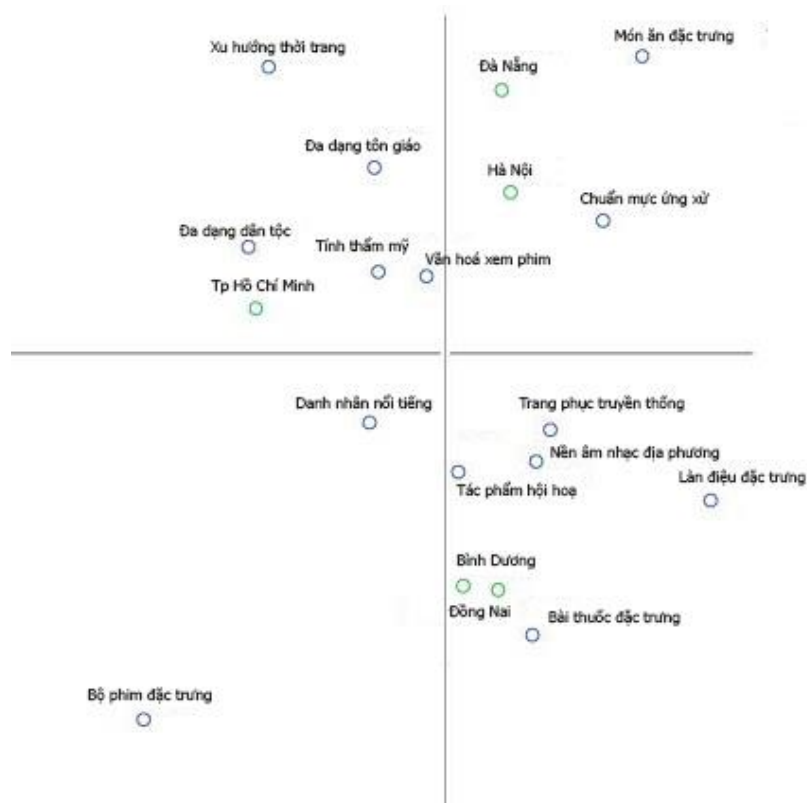 Món ăn đặc trưng
Xu hướng thời trang
Đà Nẵng
Đa dạng tôn giáo
Hà Nội
Chuẩn mực ứng xử
Đa dạng dân tộc
Tính thẩm mỹ
Văn hoá xem phim
Tp Hồ Chí Minh
Danh nhân nổi tiếng
Trang phục truyền thống
Nền âm nhạc địa phương
Làn điệu đặc trưng
Tác phẩm hội hoạ
Bình Dương
Đồng Nai
Bài thuốc đặc trưng
Bộ phim đặc trưng